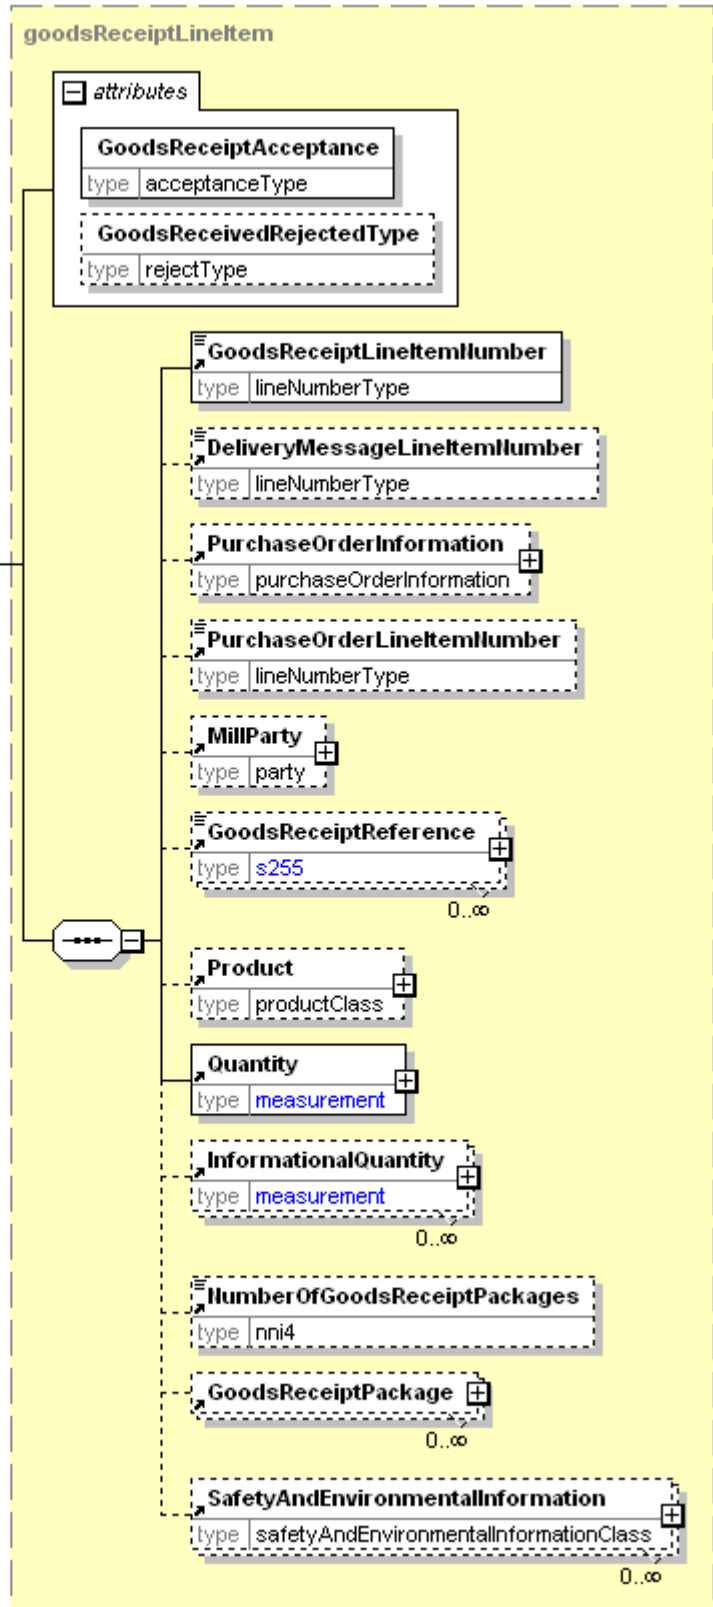 goodsReceiptLineItem
attributes
GoodsReceiptAcceptance
type acceptanceType
GoodsReceivedRejectedType
type rejectType
GoodsReceiptLineItemNumber
type lineNumberType
DeliveryMessageLineItemNumber
type lineNumberType
PurchaseOrderInformation
type purchaseOrderInformation
PurchaseOrderLineItemNumber
type lineNumberType
MillParty
type party
GoodsReceiptReference
type s255
0..∞
Product
type productClass
Quantity
type measurement
InformationalQuantity
type measurement
0..∞
NumberOfGoodsReceiptPackages
type nni4
GoodsReceiptPackage
0..∞
SafetyAndEnvironmentalInformation
type safetyAndEnvironmentalInformationClass
0..∞